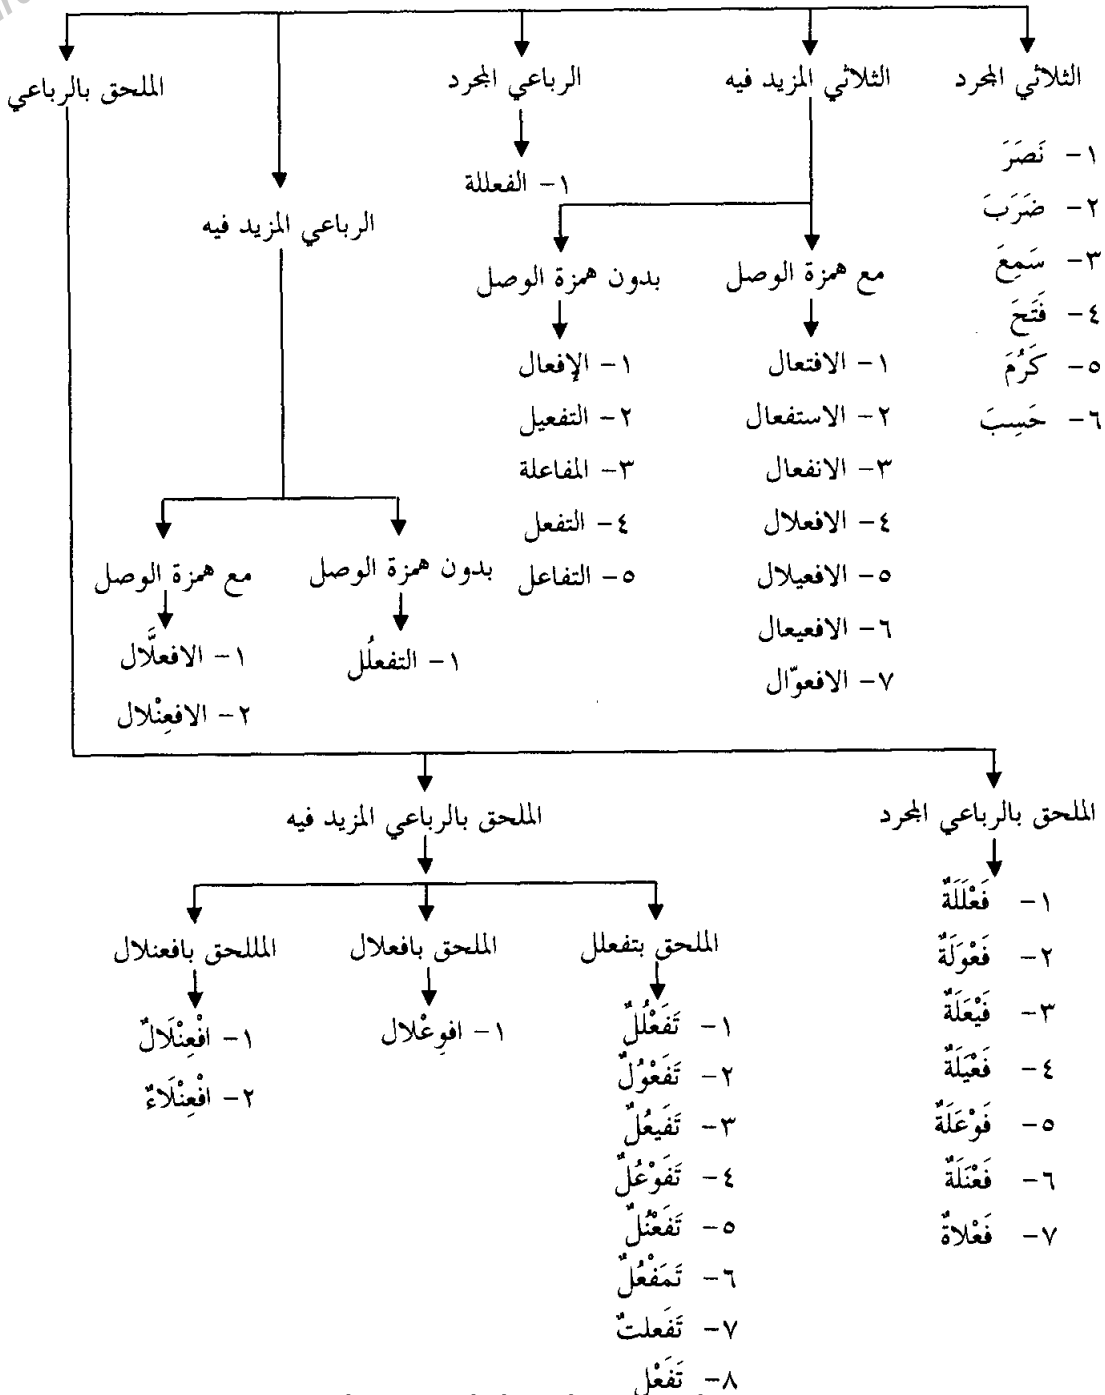 الثلاثي المجرد
١- نَصَرَ
٢- ضَرَبَ
٣- سَمِعَ
٤- فَتَحَ
٥- كَرُمَ
٦- حَسِبَ
الثلاثي المزيد فيه
مع همزة الوصل
١- الافتعال
٢- الاستفعال
٣- الانفعال
٤- الافعلال
٥- الافعيلال
٦- الافعيعال
٧- الافعوّال
بدون همزة الوصل
١- الإفعال
٢- التفعيل
٣- المفاعلة
٤- التفعل
٥- التفاعل
الرباعي المجرد
١- الفعللة
الرباعي المزيد فيه
بدون همزة الوصل
١- التفعلُل
مع همزة الوصل
١- الافعلَّال
٢- الافعِنْلال
الملحق بالرباعي
الملحق بالرباعي المجرد
١- فَعْلَلَةٌ
٢- فَعْوَلَةٌ
٣- فَيْعَلَةٌ
٤- فَعْيَلَةٌ
٥- فَوْعَلَةٌ
٦- فَعْنَلَةٌ
٧- فَعْلاةٌ
الملحق بالرباعي المزيد فيه
الملحق بتفعلل
١- تَفَعْلُلٌ
٢- تَفَعْوُلٌ
٣- تَفَيعُلٌ
٤- تَفَوْعُلٌ
٥- تَفَعْنُلٌ
٦- تَمَفْعُلٌ
٧- تَفَعلتٌ
٨- تَفَعْلٍ
الملحق بافعلال
١- افوِعْلال
المللحق بافعنلال
١- افْعِنْلَالٌ
٢- افْعِنْلَاءٌ